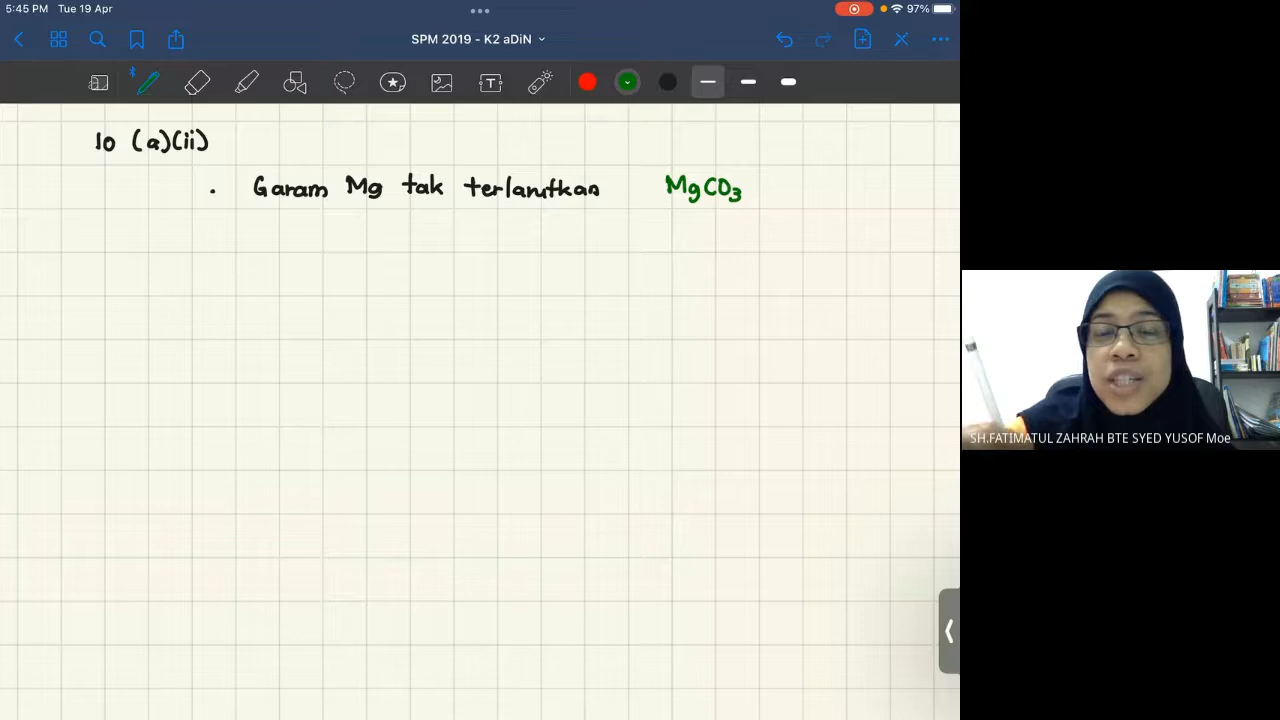 5:45 PM Tue 19 Apr
97%
SPM 2019 - K2 aDiN
T
10 (a)(ii)
. Garam Mg tak terlarutkan MgCO3
SH.FATIMATUL ZAHRAH BTE SYED YUSOF Moe